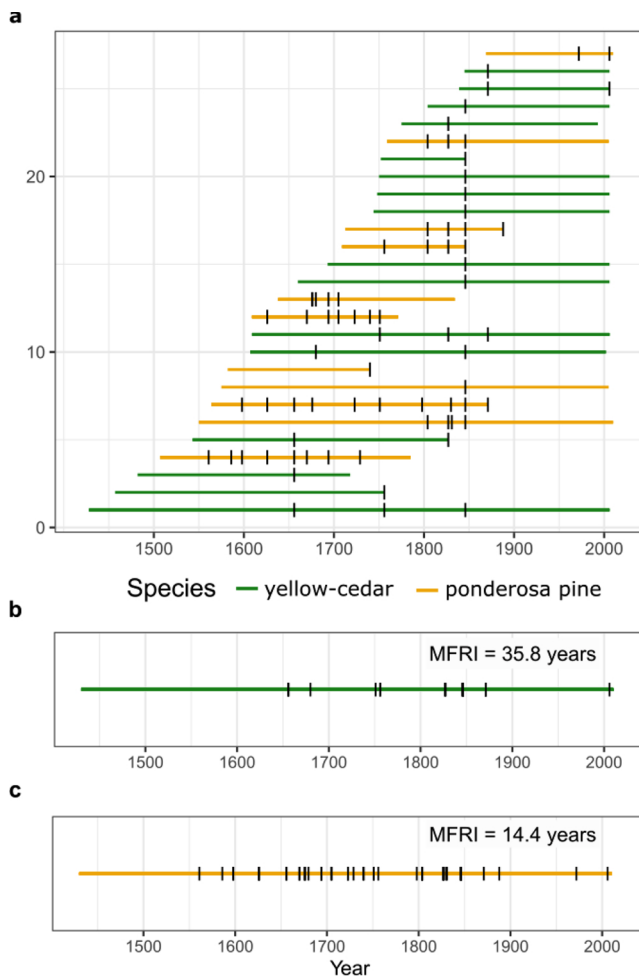 a
20
10
0
1500 1600 1700 1800 1900 2000
Species yellow-cedar ponderosa pine
b
MFRI = 35.8 years
1500 1600 1700 1800 1900 2000
c
MFRI = 14.4 years
1500 1600 1700 1800 1900 2000
Year